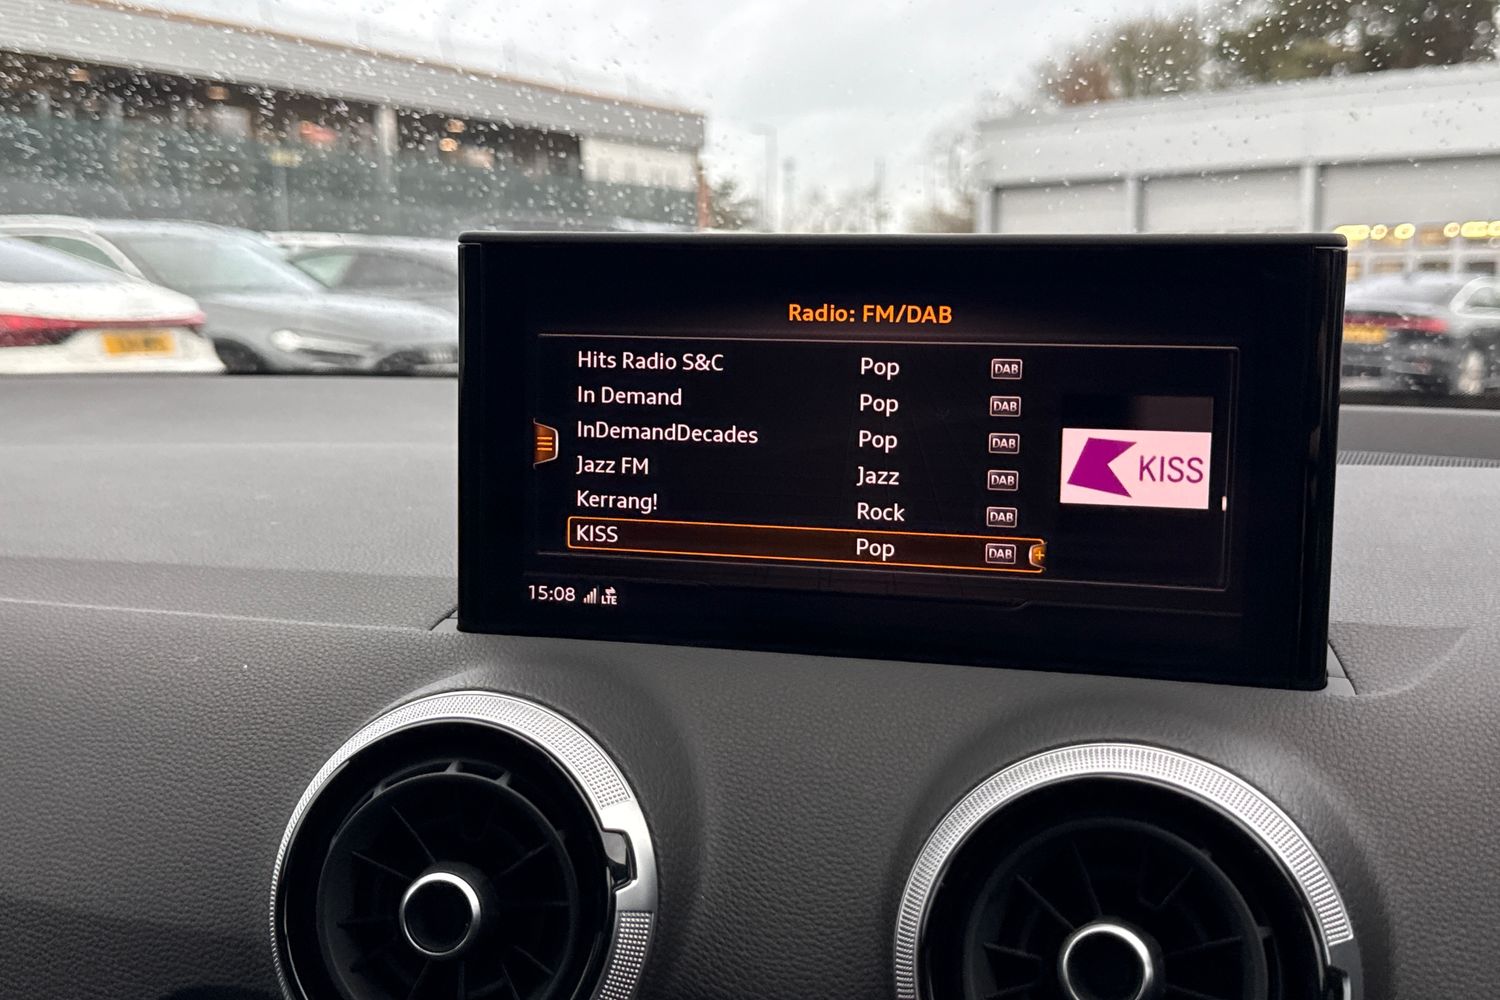 Radio: FM/DAB
Hits Radio S&C Pop DAB
In Demand Pop DAB
InDemandDecades Pop DAB
Jazz FM Jazz DAB
Kerrang! Rock DAB
KISS Pop DAB +
KISS
15:08 LTE